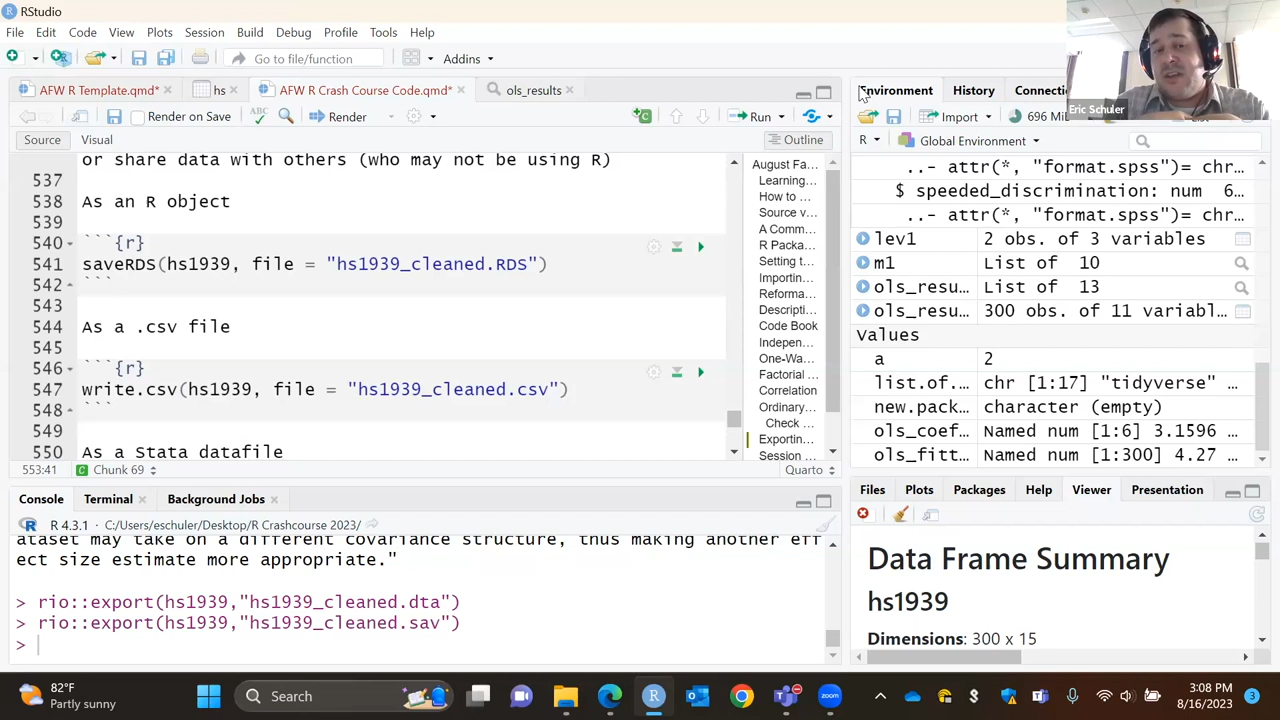 RStudio
File Edit Code View Plots Session Build Debug Profile Tools Help
Go to file/function Addins
AFW R Template.qmd* hs AFW R Crash Course Code.qmd* ols_results
Render on Save ABC Render Run
Source Visual Outline
or share data with others (who may not be using R)
537
538 As an R object
539
540 ```{r}
541 saveRDS(hs1939, file = "hs1939_cleaned.RDS")
542 ```
543
544 As a .csv file
545
546 ```{r}
547 write.csv(hs1939, file = "hs1939_cleaned.csv")
548 ```
549
550 As a Stata datafile
553:41 Chunk 69 Quarto
August Fa...
Learning...
How to ...
Source v...
A Comm...
R Packa...
Setting t...
Importin...
Reforma...
Descripti...
Code Book
Indepen...
One-Wa...
Factorial ...
Correlation
Ordinary...
Check ...
Exportin...
Session ...
Console Terminal Background Jobs
R 4.3.1 · C:/Users/eschuler/Desktop/R Crashcourse 2023/
ataset may take on a different covariance structure, thus making another eff
ect size estimate more appropriate."
> rio::export(hs1939,"hs1939_cleaned.dta")
> rio::export(hs1939,"hs1939_cleaned.sav")
>
Environment History Connecti
Eric Schuler
Import 696 MiB
R Global Environment
..- attr(*, "format.spss")= chr...
$ speeded_discrimination: num 6...
..- attr(*, "format.spss")= chr...
lev1 2 obs. of 3 variables
m1 List of 10
ols_resu... List of 13
ols_resu... 300 obs. of 11 variabl...
Values
a 2
list.of.... chr [1:17] "tidyverse" ...
new.pack... character (empty)
ols_coef... Named num [1:6] 3.1596 ...
ols_fitt... Named num [1:300] 4.27 ...
Files Plots Packages Help Viewer Presentation
Data Frame Summary
hs1939
Dimensions: 300 x 15
82°F
Partly sunny
Search
zoom
3:08 PM
8/16/2023
3